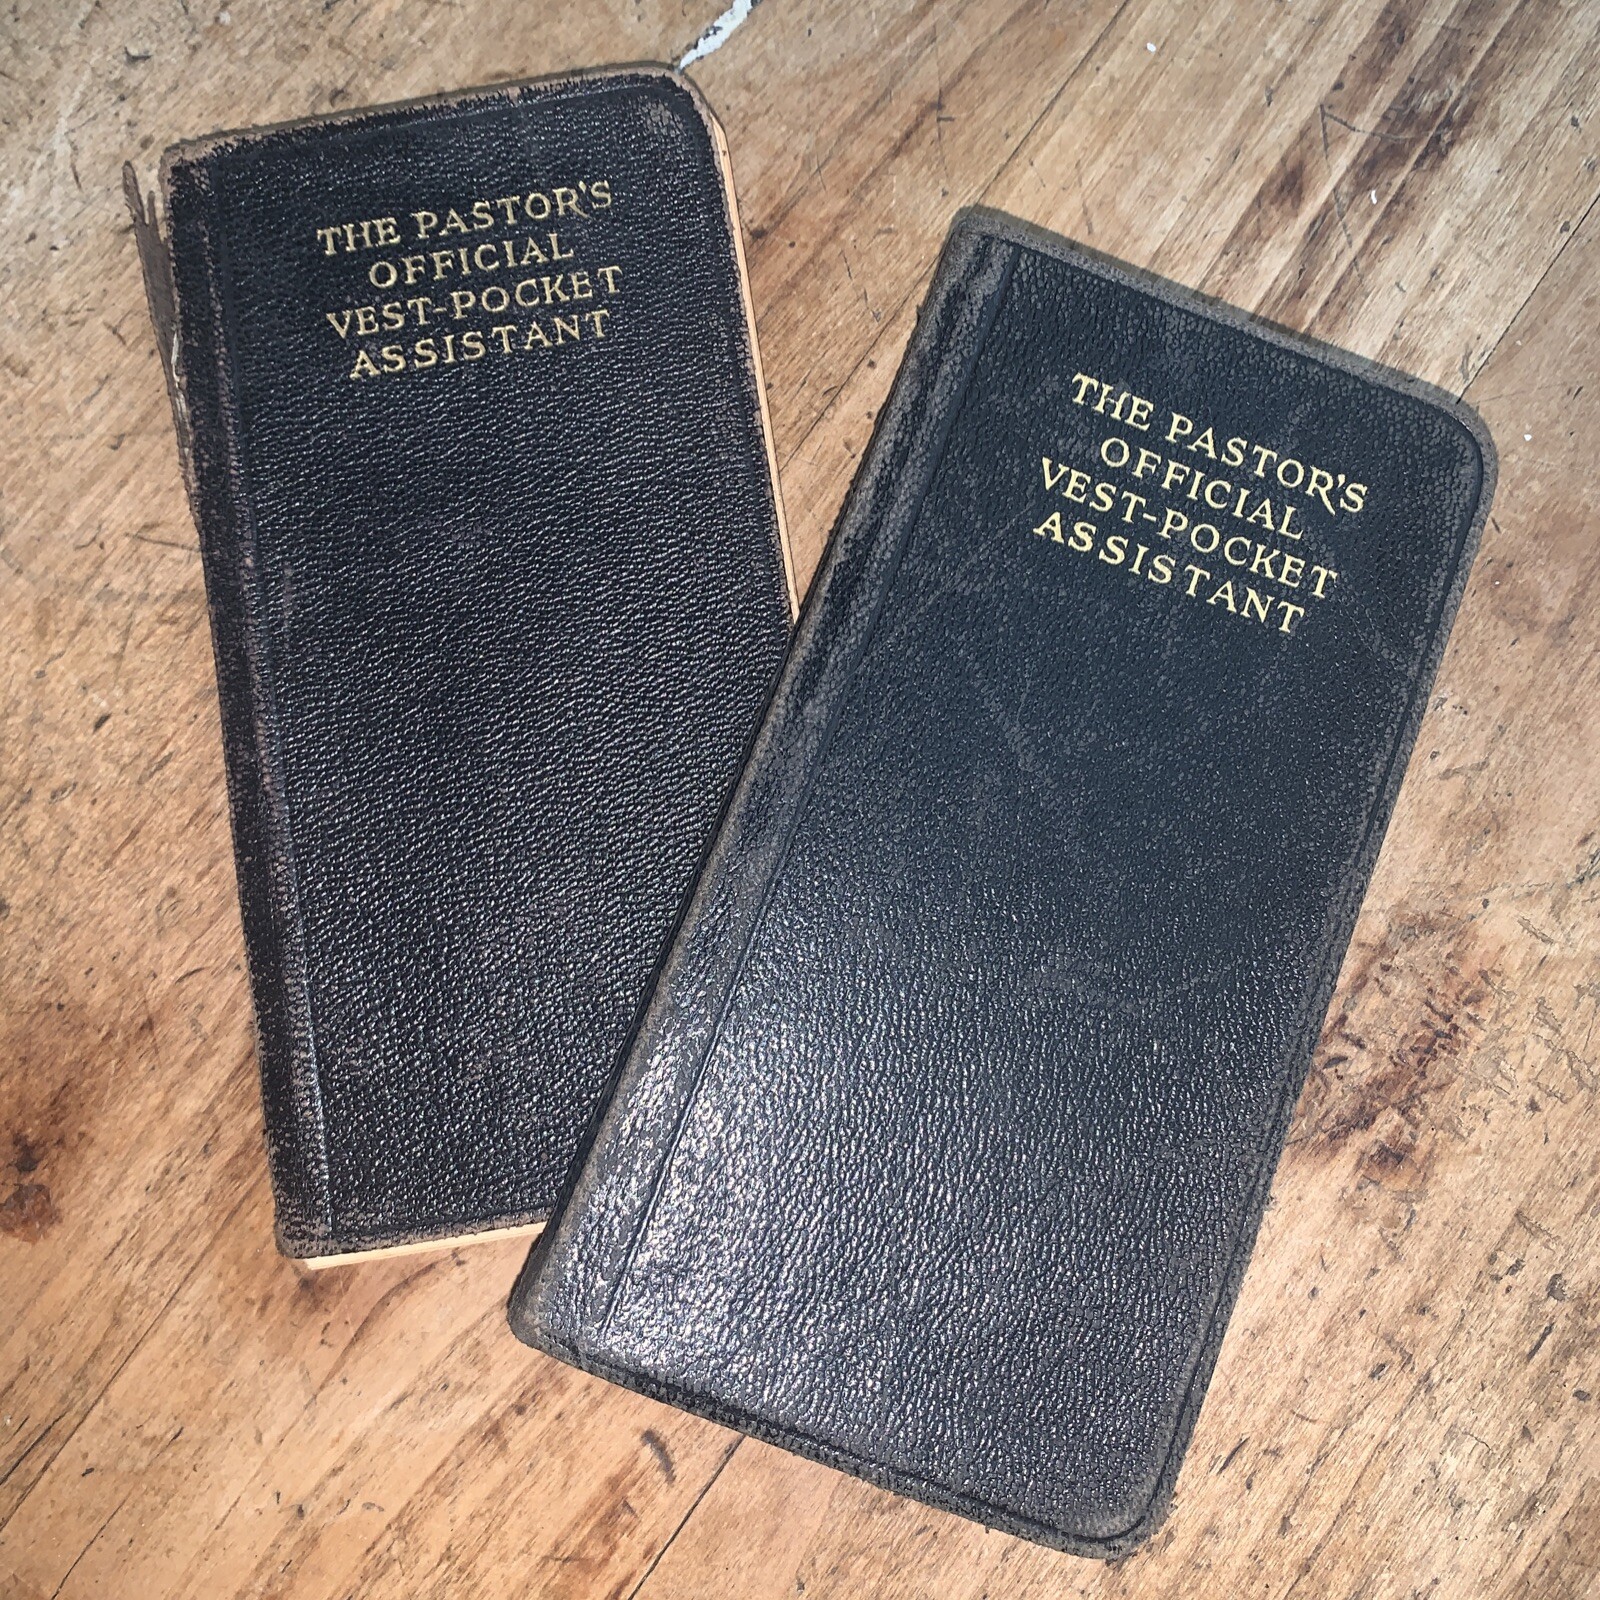 THE PASTOR'S
OFFICIAL
VEST-POCKET
ASSISTANT
THE PASTOR'S
OFFICIAL
VEST-POCKET
ASSISTANT